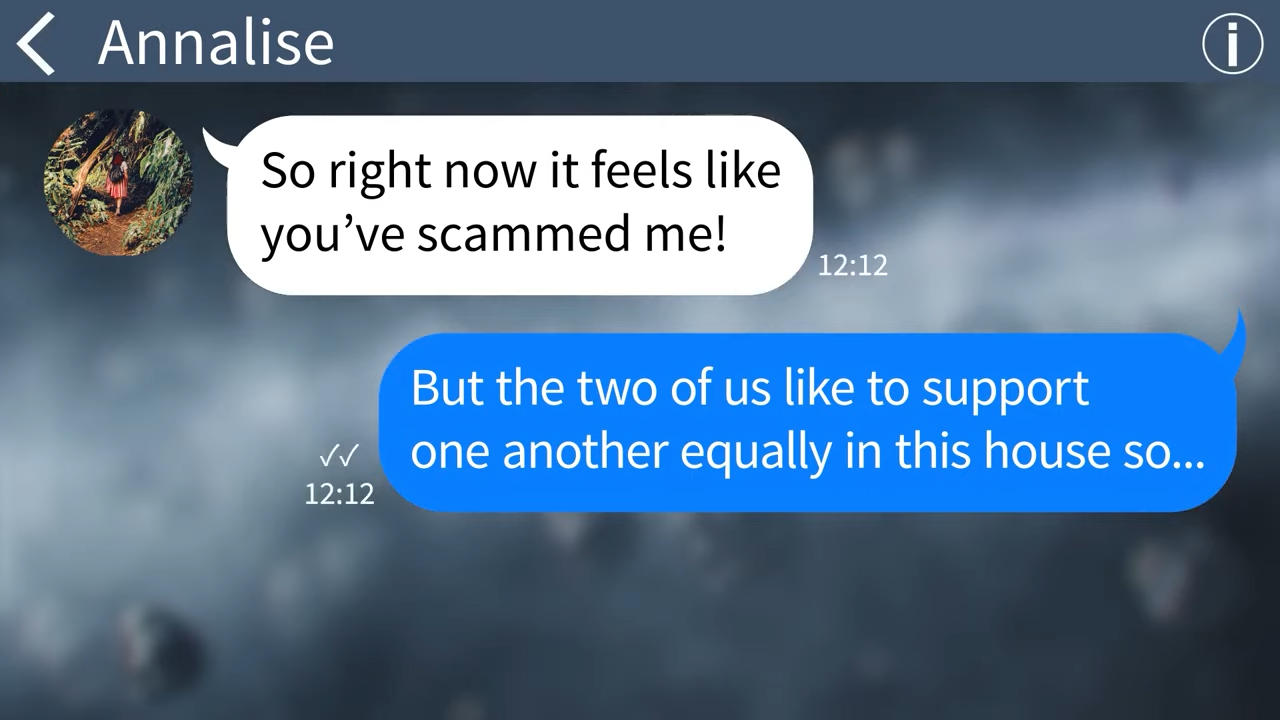 Annalise
So right now it feels like
you’ve scammed me!
12:12
But the two of us like to support
one another equally in this house so...
✓✓
12:12